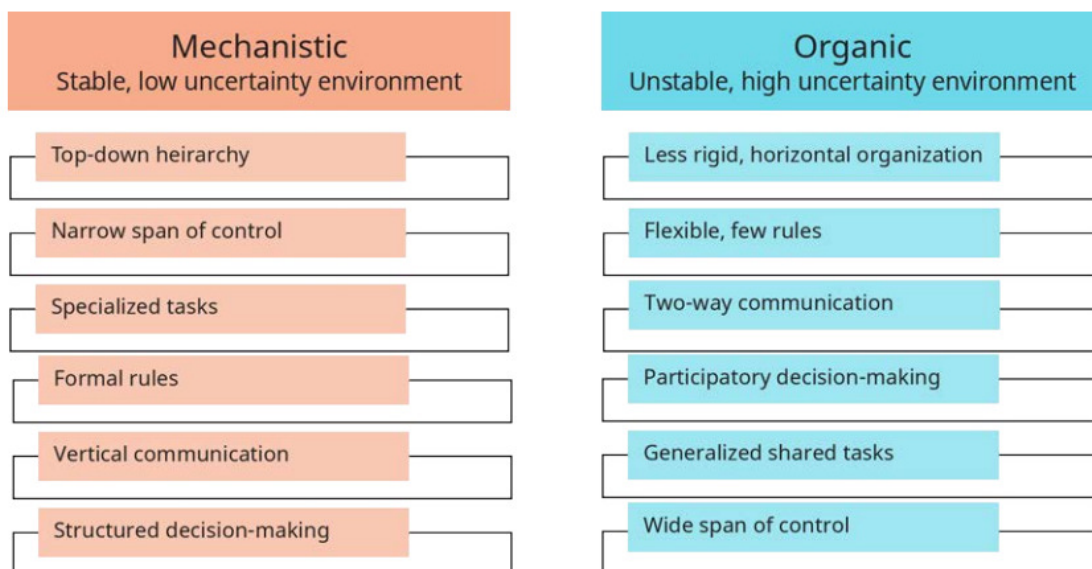 Mechanistic
Stable, low uncertainty environment
Top-down heirarchy
Narrow span of control
Specialized tasks
Formal rules
Vertical communication
Structured decision-making
Organic
Unstable, high uncertainty environment
Less rigid, horizontal organization
Flexible, few rules
Two-way communication
Participatory decision-making
Generalized shared tasks
Wide span of control